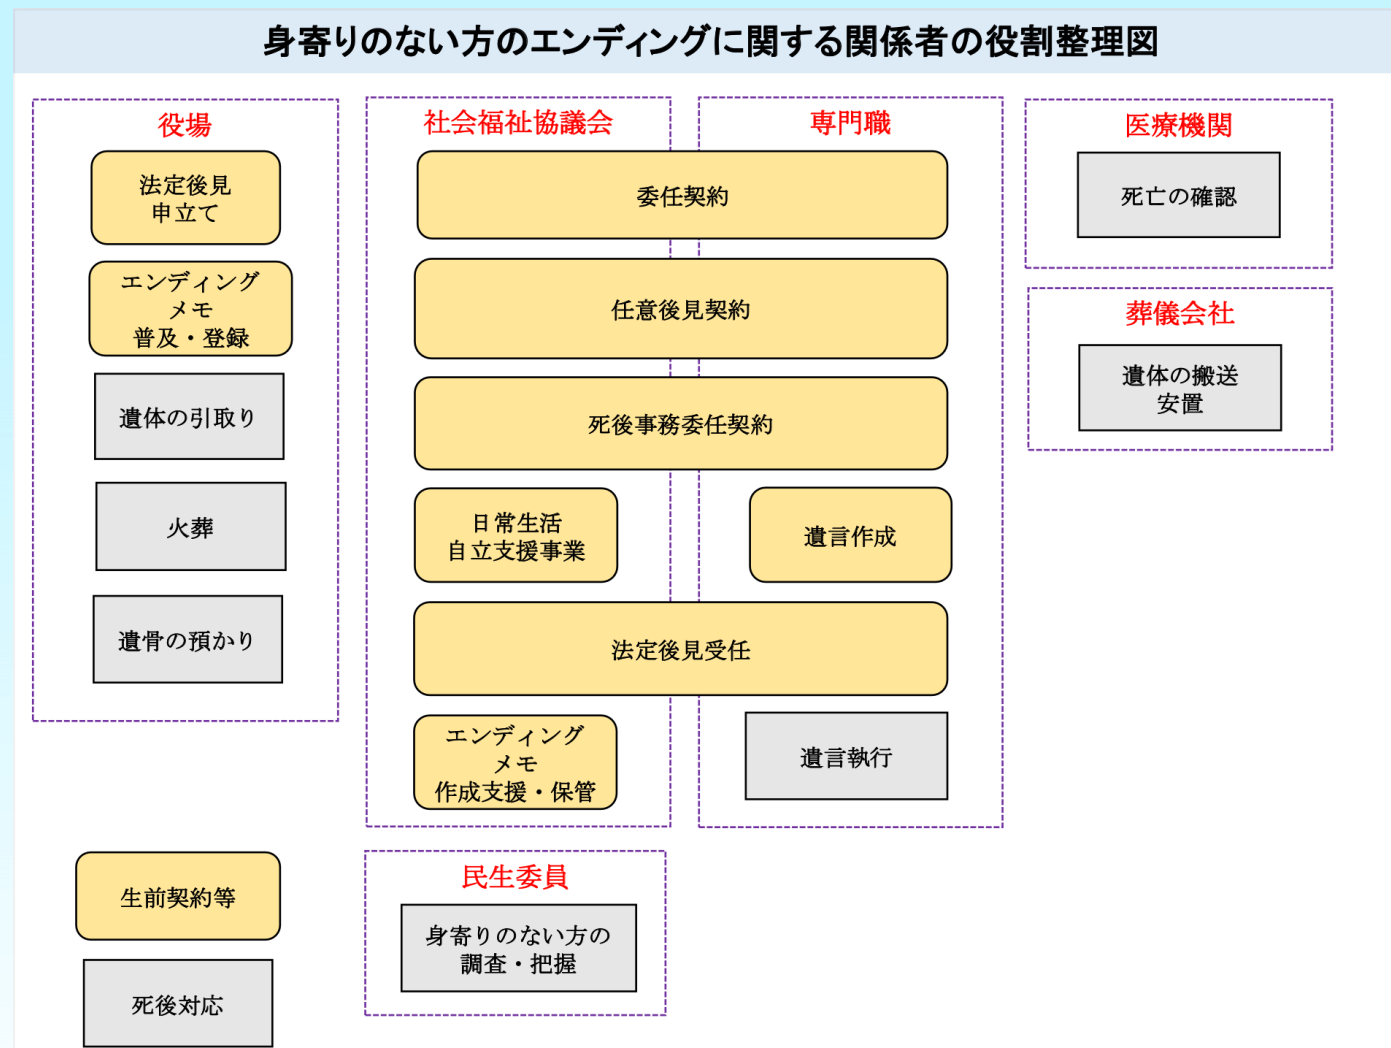 身寄りのない方のエンディングに関する関係者の役割整理図
役場
法定後見
申立て
エンディング
メモ
普及・登録
遺体の引取り
火葬
遺骨の預かり
社会福祉協議会
専門職
委任契約
任意後見契約
死後事務委任契約
日常生活
自立支援事業
遺言作成
法定後見受任
エンディング
メモ
作成支援・保管
遺言執行
医療機関
死亡の確認
葬儀会社
遺体の搬送
安置
生前契約等
死後対応
民生委員
身寄りのない方の
調査・把握